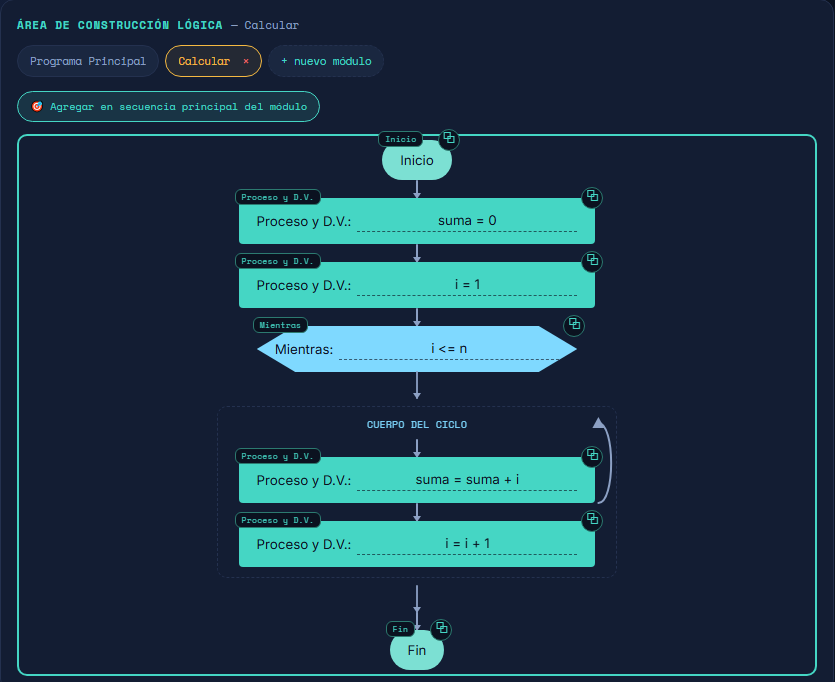 ÁREA DE CONSTRUCCIÓN LÓGICA — Calcular
Programa Principal
Calcular ×
+ nuevo módulo
🎯 Agregar en secuencia principal del módulo
Inicio
Inicio
Proceso y D.V.
Proceso y D.V.: suma = 0
Proceso y D.V.
Proceso y D.V.: i = 1
Mientras
Mientras: i <= n
CUERPO DEL CICLO
Proceso y D.V.
Proceso y D.V.: suma = suma + i
Proceso y D.V.
Proceso y D.V.: i = i + 1
Fin
Fin